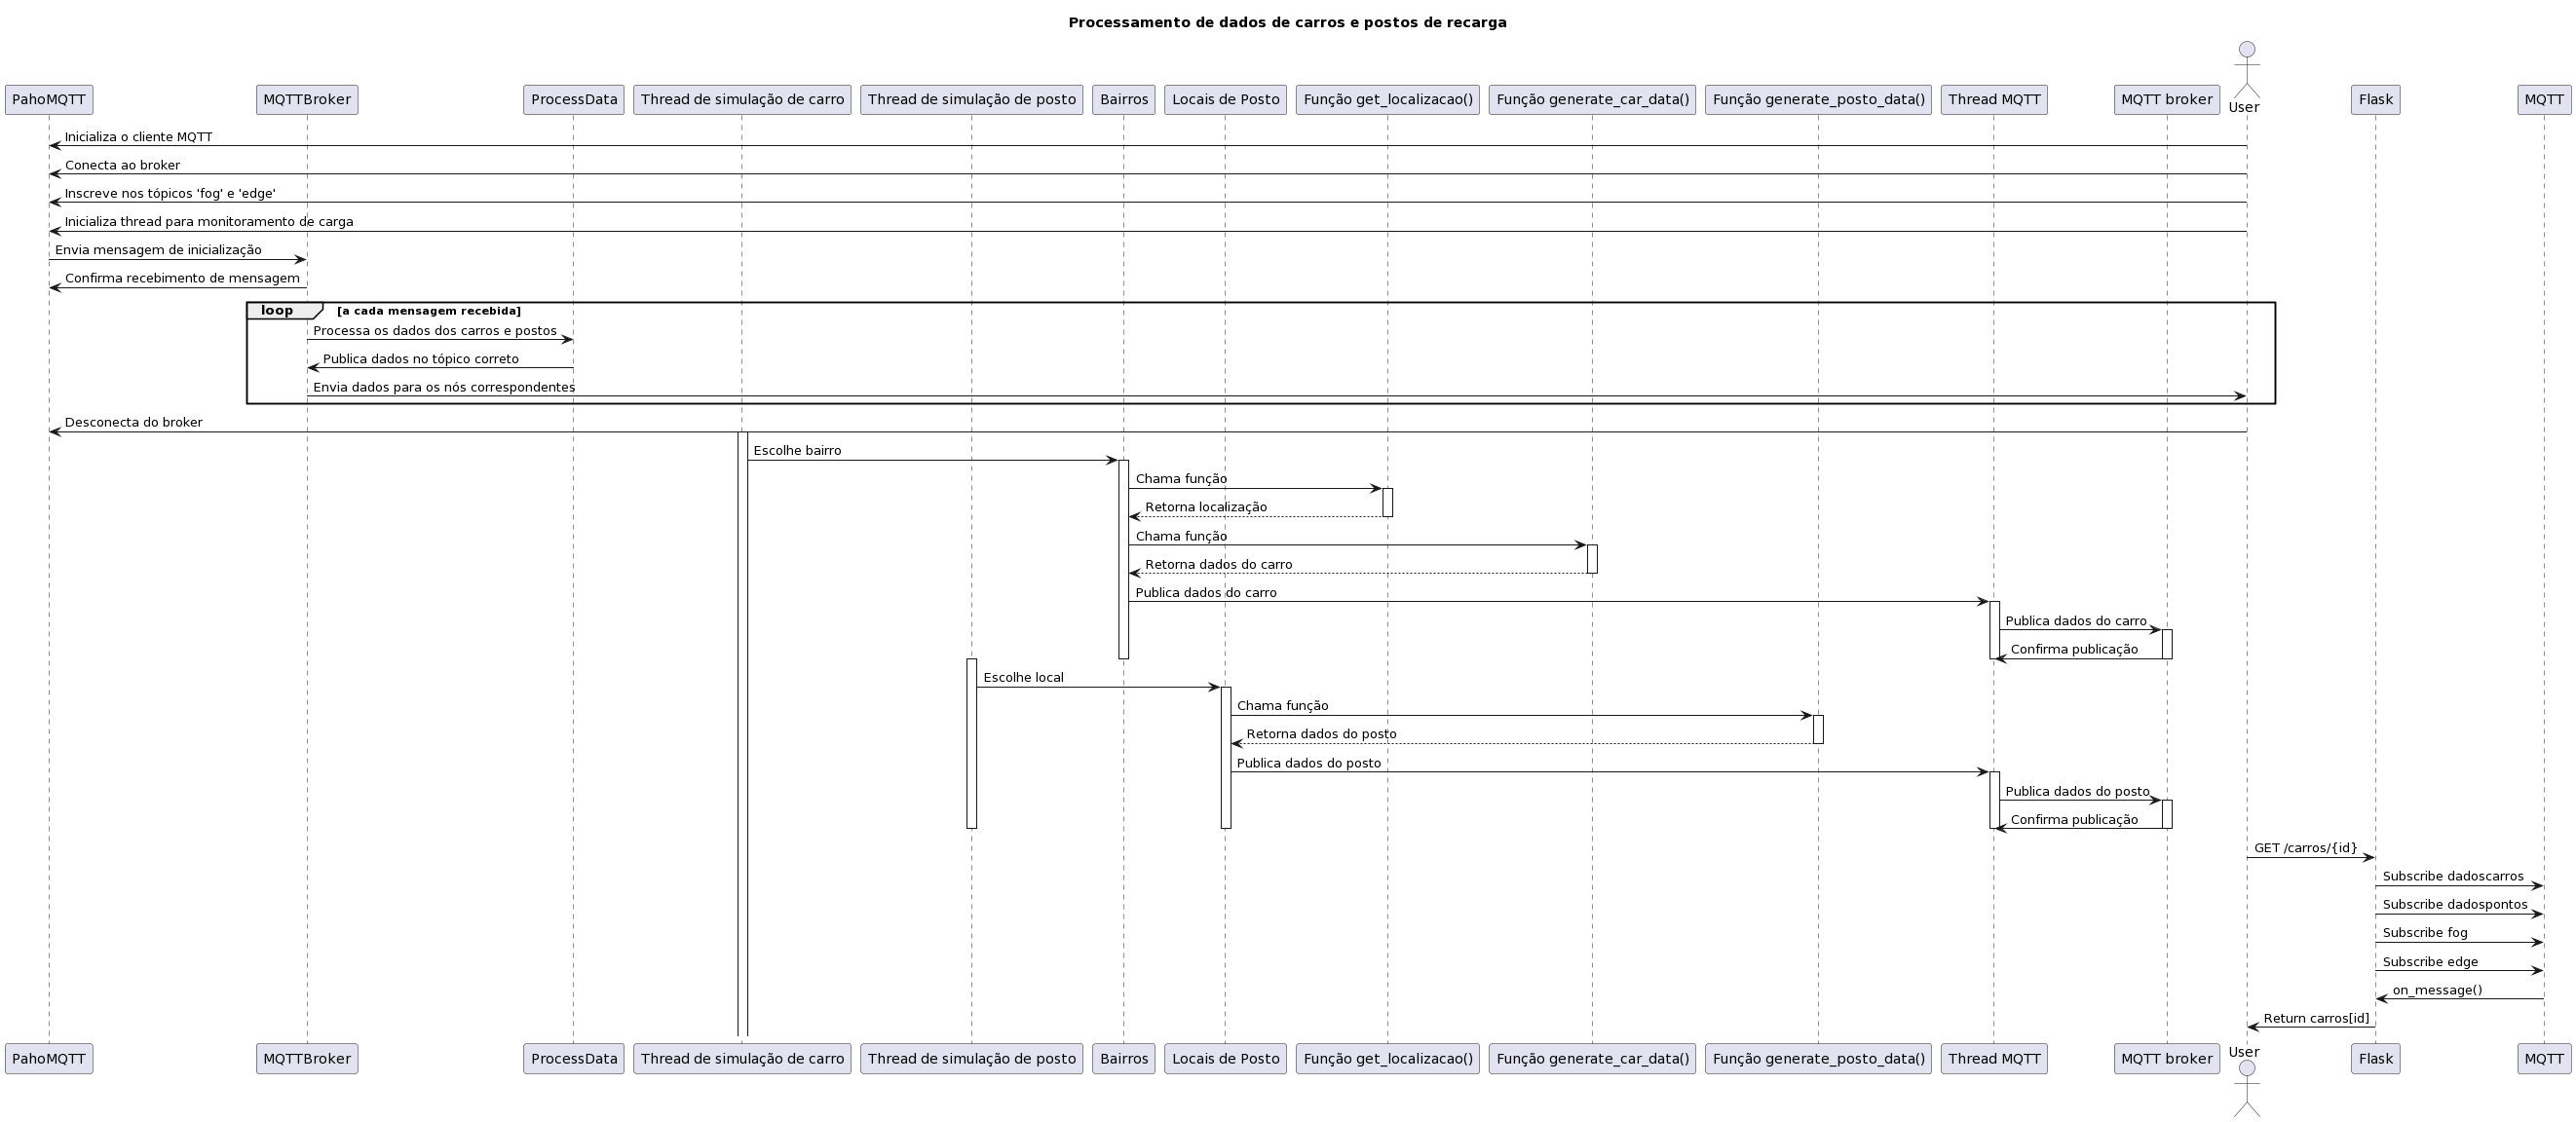 Processamento de dados de carros e postos de recarga
PahoMQTT
MQTTBroker
ProcessData
Thread de simulação de carro
Thread de simulação de posto
Bairros
Locais de Posto
Função get_localizacao()
Função generate_car_data()
Função generate_posto_data()
Thread MQTT
MQTT broker
User
Flask
MQTT
Inicializa o cliente MQTT
Conecta ao broker
Inscreve nos tópicos 'fog' e 'edge'
Inicializa thread para monitoramento de carga
Envia mensagem de inicialização
Confirma recebimento de mensagem
loop [a cada mensagem recebida]
Processa os dados dos carros e postos
Publica dados no tópico correto
Envia dados para os nós correspondentes
Desconecta do broker
Escolhe bairro
Chama função
Retorna localização
Chama função
Retorna dados do carro
Publica dados do carro
Publica dados do carro
Confirma publicação
Escolhe local
Chama função
Retorna dados do posto
Publica dados do posto
Publica dados do posto
Confirma publicação
GET /carros/{id}
Subscribe dadoscarros
Subscribe dadospontos
Subscribe fog
Subscribe edge
on_message()
Return carros[id]
PahoMQTT
MQTTBroker
ProcessData
Thread de simulação de carro
Thread de simulação de posto
Bairros
Locais de Posto
Função get_localizacao()
Função generate_car_data()
Função generate_posto_data()
Thread MQTT
MQTT broker
User
Flask
MQTT